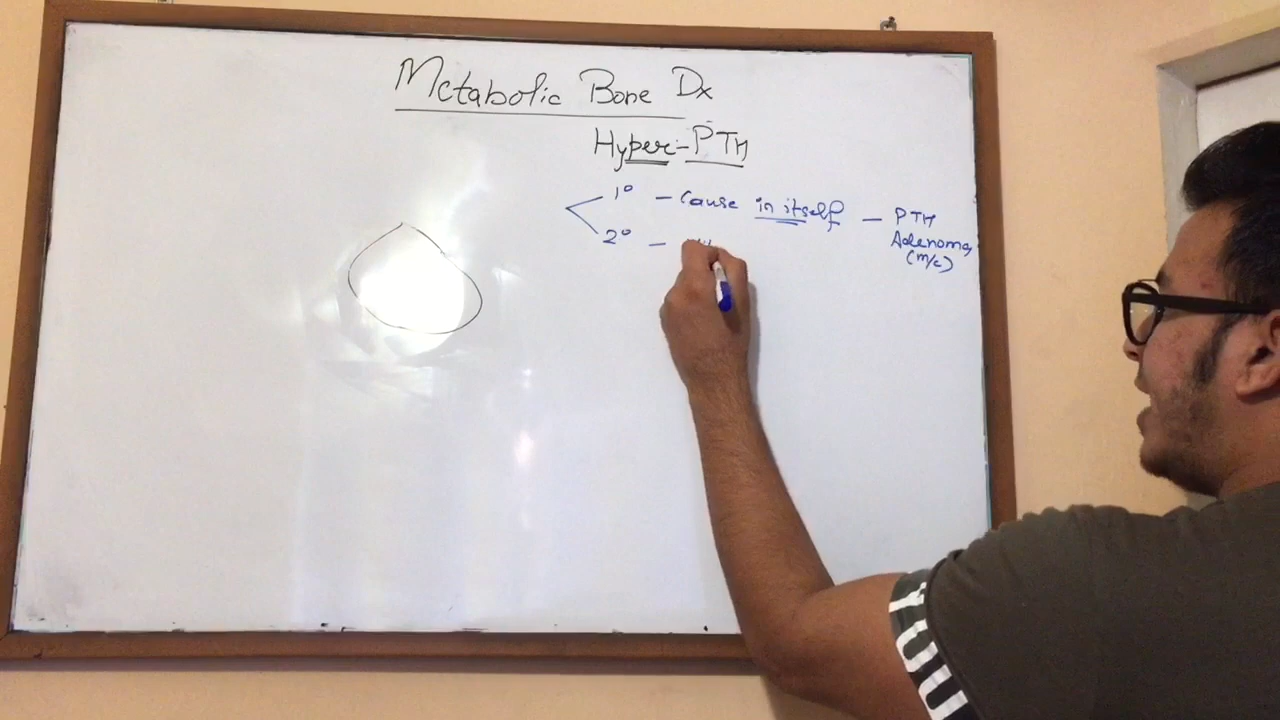 Metabolic Bone Dx
Hyper-PTH
1° — Cause in itself — PTH
Adenoma
(m/c)
2° —